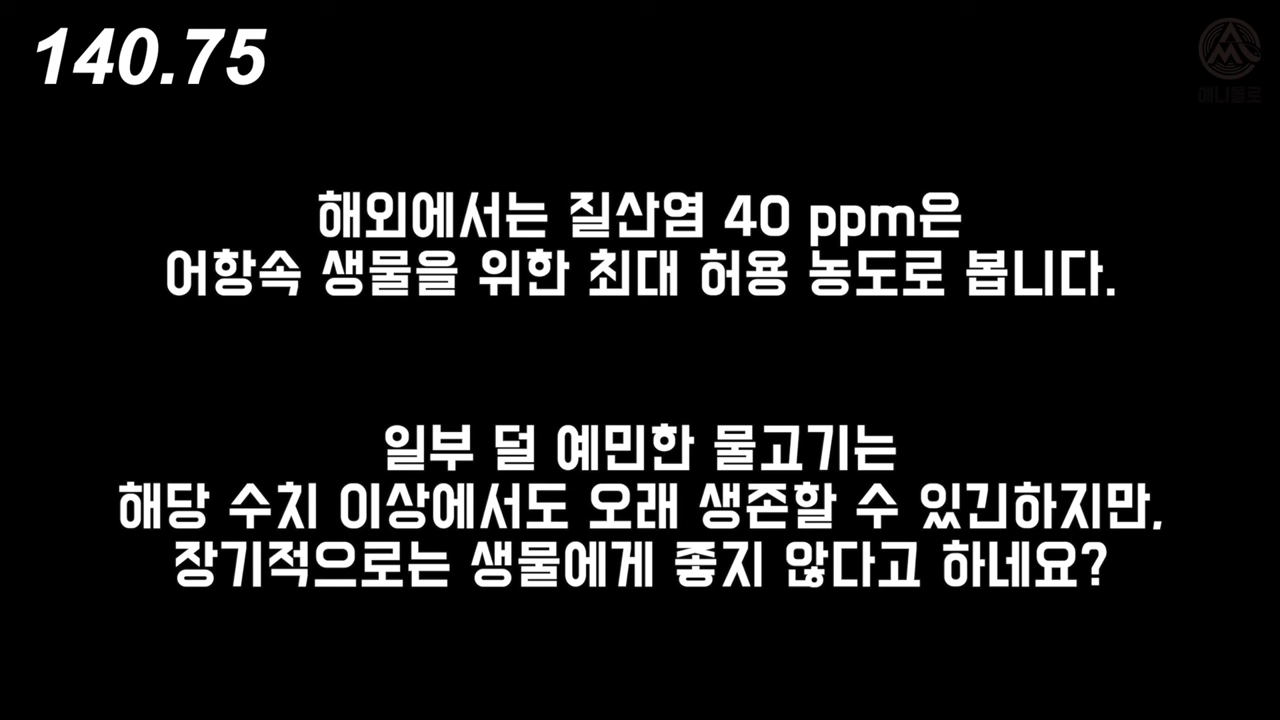 140.75
애니멀로
해외에서는 질산염 40 ppm은
어항속 생물을 위한 최대 허용 농도로 봅니다.
일부 덜 예민한 물고기는
해당 수치 이상에서도 오래 생존할 수 있긴하지만,
장기적으로는 생물에게 좋지 않다고 하네요?